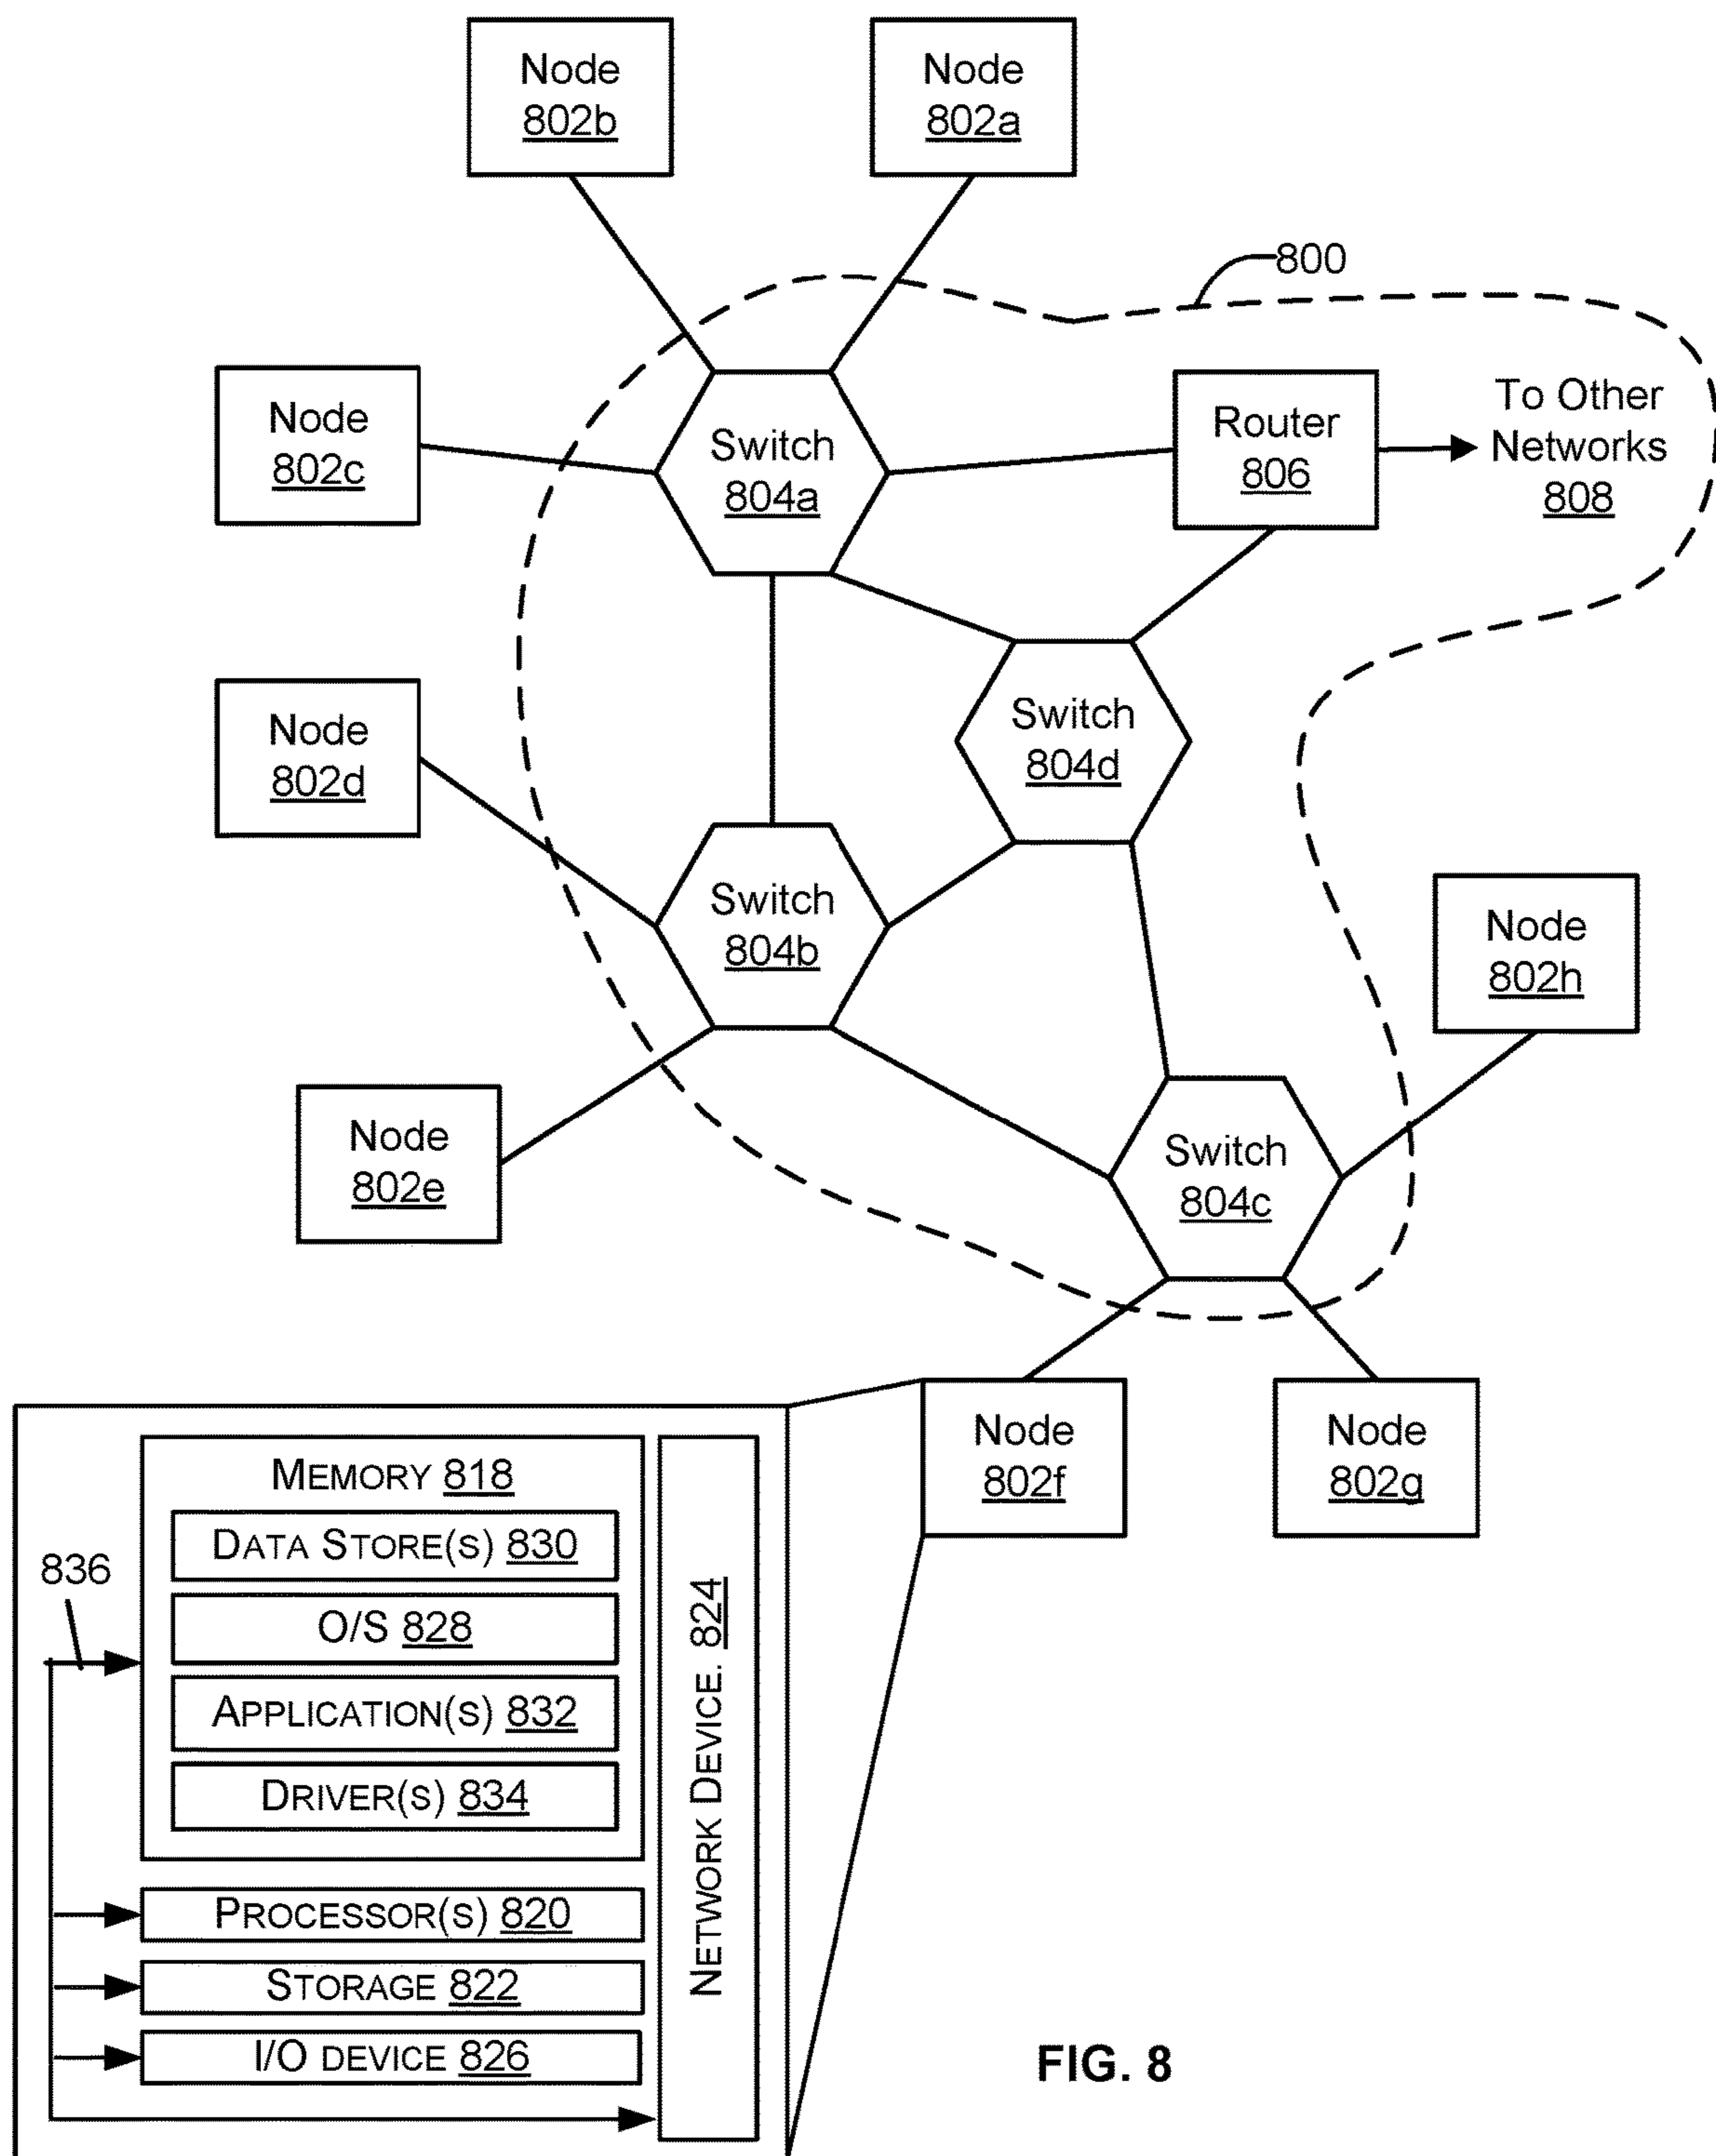 Node
802b
Node
802a
800
Node
802c
Switch
804a
Router
806
To Other
Networks
808
Node
802d
Switch
804d
Switch
804b
Node
802h
Node
802e
Switch
804c
Node
802f
Node
802g
MEMORY 818
DATA STORE(S) 830
836
O/S 828
APPLICATION(S) 832
DRIVER(S) 834
NETWORK DEVICE. 824
PROCESSOR(S) 820
STORAGE 822
I/O DEVICE 826
FIG. 8